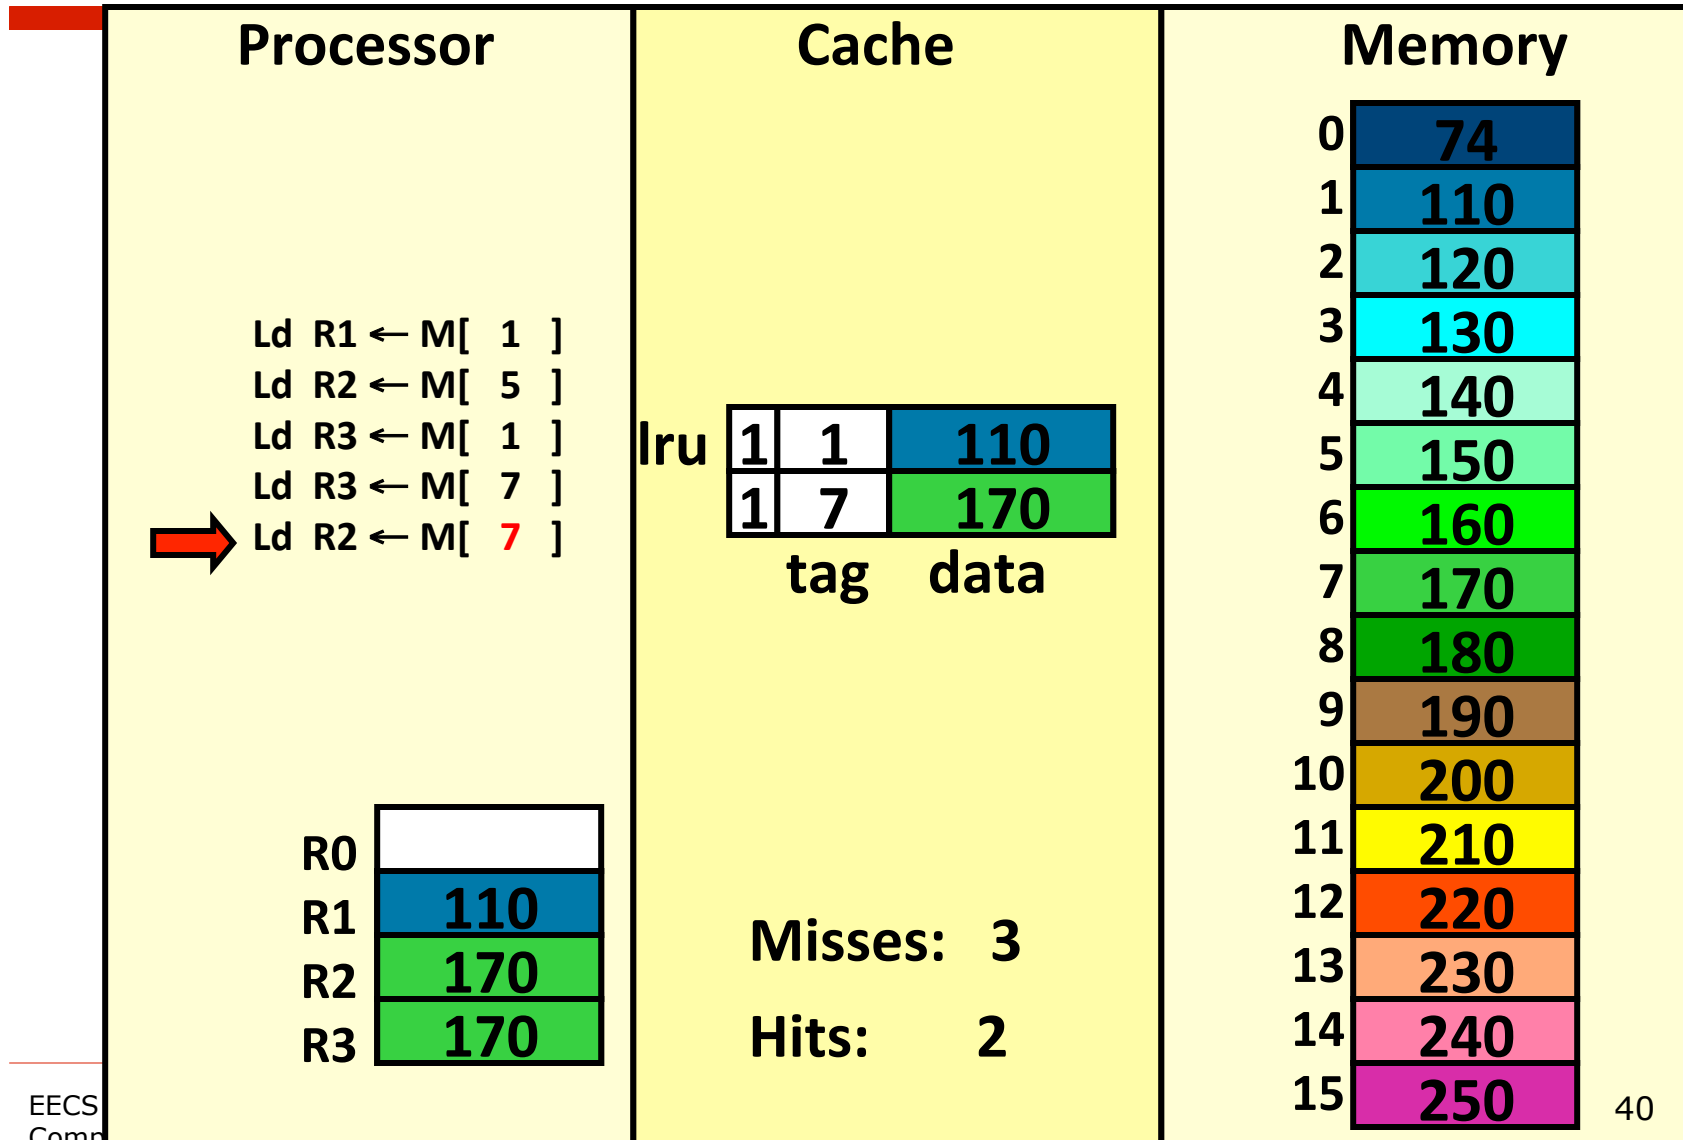 Processor
Ld R1 ← M[ 1 ]
Ld R2 ← M[ 5 ]
Ld R3 ← M[ 1 ]
Ld R3 ← M[ 7 ]
Ld R2 ← M[ 7 ]
R0
R1 110
R2 170
R3 170
Cache
lru 1 1 110
1 7 170
tag data
Misses: 3
Hits: 2
Memory
0 74
1 110
2 120
3 130
4 140
5 150
6 160
7 170
8 180
9 190
10 200
11 210
12 220
13 230
14 240
15 250
EECS
40